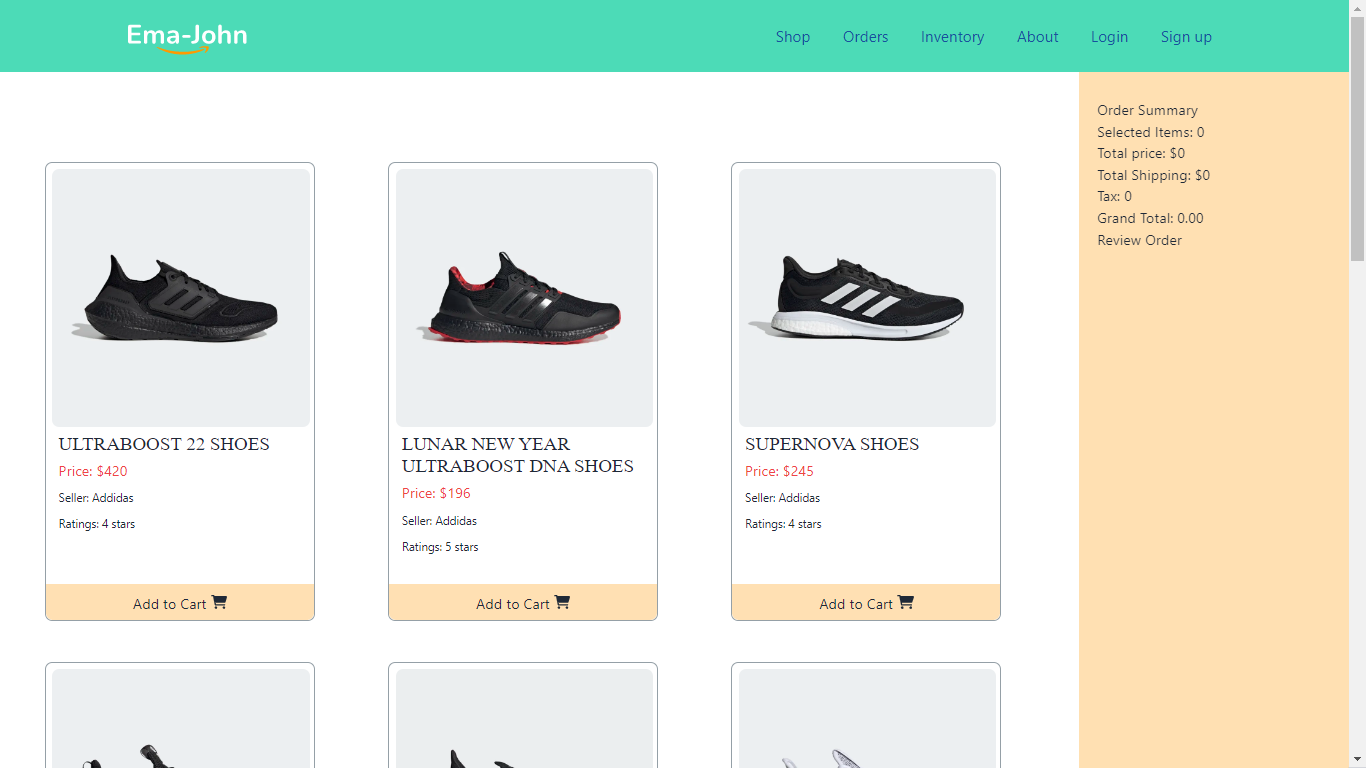 Ema-John
Shop
Orders
Inventory
About
Login
Sign up
Order Summary
Selected Items: 0
Total price: $0
Total Shipping: $0
Tax: 0
Grand Total: 0.00
Review Order
ULTRABOOST 22 SHOES
Price: $420
Seller: Addidas
Ratings: 4 stars
Add to Cart
LUNAR NEW YEAR
ULTRABOOST DNA SHOES
Price: $196
Seller: Addidas
Ratings: 5 stars
Add to Cart
SUPERNOVA SHOES
Price: $245
Seller: Addidas
Ratings: 4 stars
Add to Cart